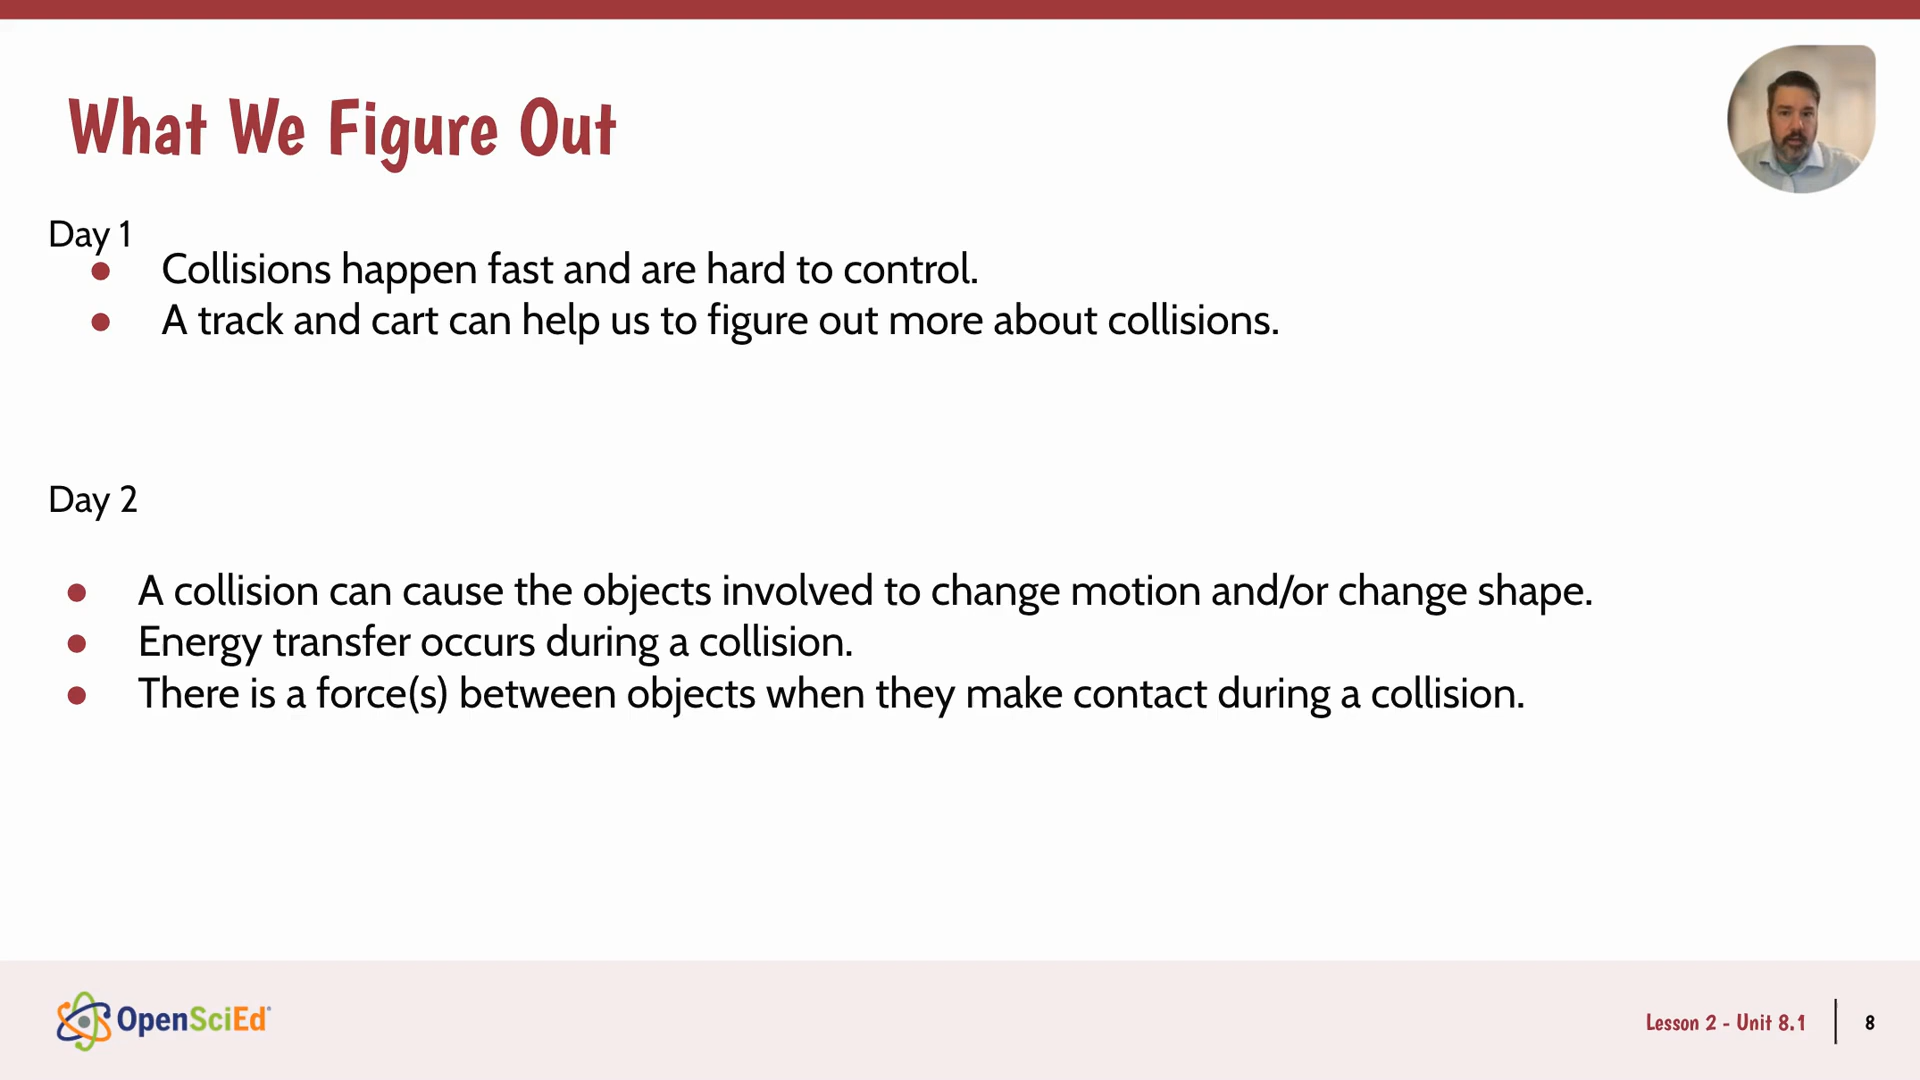 What We Figure Out
Day 1
● Collisions happen fast and are hard to control.
● A track and cart can help us to figure out more about collisions.
Day 2
● A collision can cause the objects involved to change motion and/or change shape.
● Energy transfer occurs during a collision.
● There is a force(s) between objects when they make contact during a collision.
OpenSciEd®
Lesson 2 - Unit 8.1 | 8